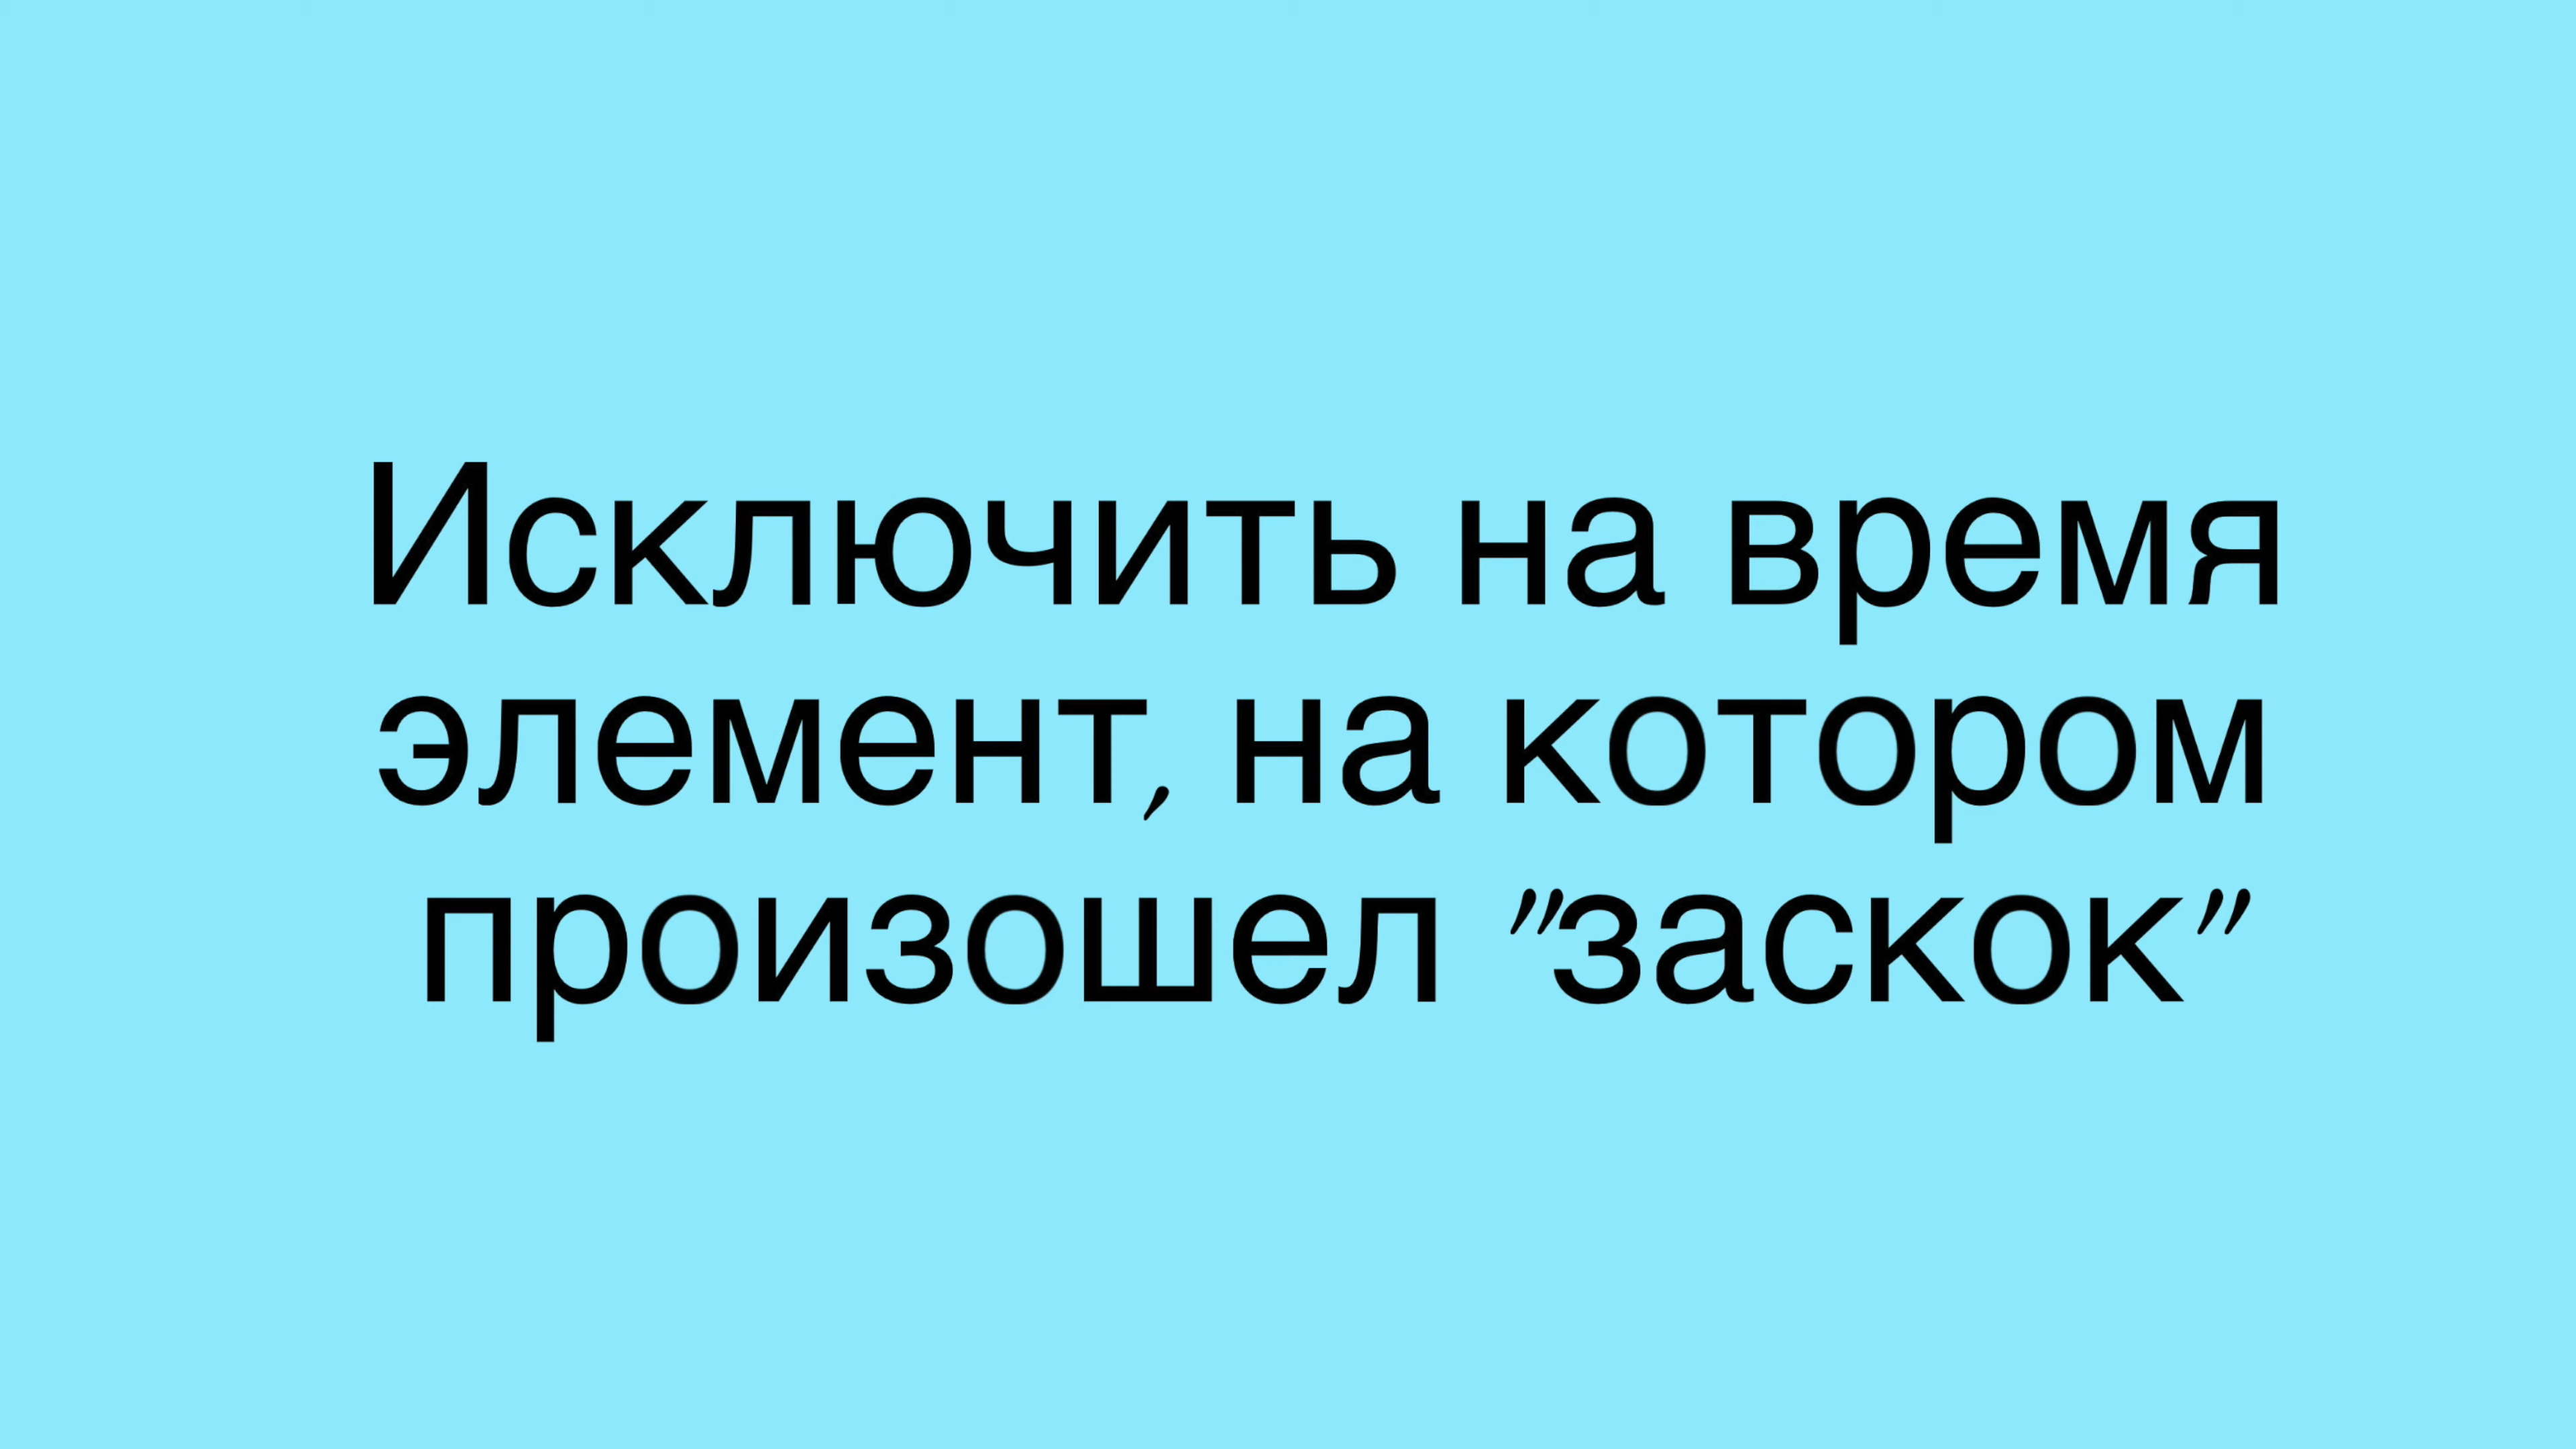 Исключить на время
элемент, на котором
произошел "заскок"